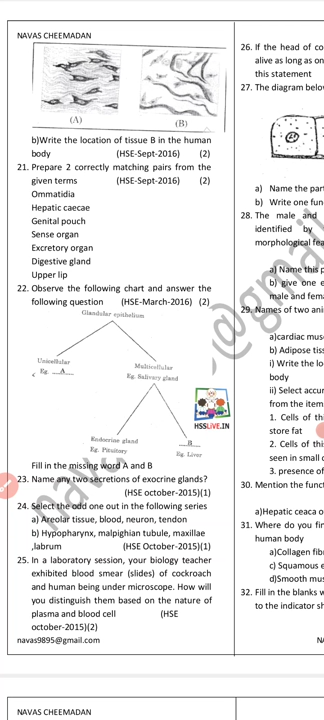 NAVAS CHEEMADAN
(A)
(B)
b)Write the location of tissue B in the human
body (HSE-Sept-2016) (2)
21. Prepare 2 correctly matching pairs from the
given terms (HSE-Sept-2016) (2)
Ommatidia
Hepatic caecae
Genital pouch
Sense organ
Excretory organ
Digestive gland
Upper lip
22. Observe the following chart and answer the
following question (HSE-March-2016) (2)
Glandular epithelium
Unicellular
Eg. A
Multicellular
Eg. Salivary gland
Endocrine gland
Eg. Pituitory
B
Eg. Liver
HSSLiVE.IN
Fill in the missing word A and B
23. Name any two secretions of exocrine glands?
(HSE october-2015)(1)
24. Select the odd one out in the following series
a) Areolar tissue, blood, neuron, tendon
b) Hypopharynx, malpighian tubule, maxillae
,labrum (HSE October-2015)(1)
25. In a laboratory session, your biology teacher
exhibited blood smear (slides) of cockroach
and human being under microscope. How will
you distinguish them based on the nature of
plasma and blood cell (HSE
october-2015)(2)
navas9895@gmail.com
26. If the head of co
alive as long as on
this statement
27. The diagram belo
a) Name the par
b) Write one fun
28. The male and
identified by
morphological fea
a) Name this p
b) give one e
male and fema
29. Names of two ani
a)cardiac mus
b) Adipose tis
i) Write the lo
body
ii) Select accur
from the item
1. Cells of th
store fat
2. Cells of thi
seen in small
3. presence of
30. Mention the funct
a)Hepatic ceaca o
31. Where do you fin
human body
a)Collagen fib
c) Squamous e
d)Smooth mus
32. Fill in the blanks w
to the indicator sh
NAVAS CHEEMADAN